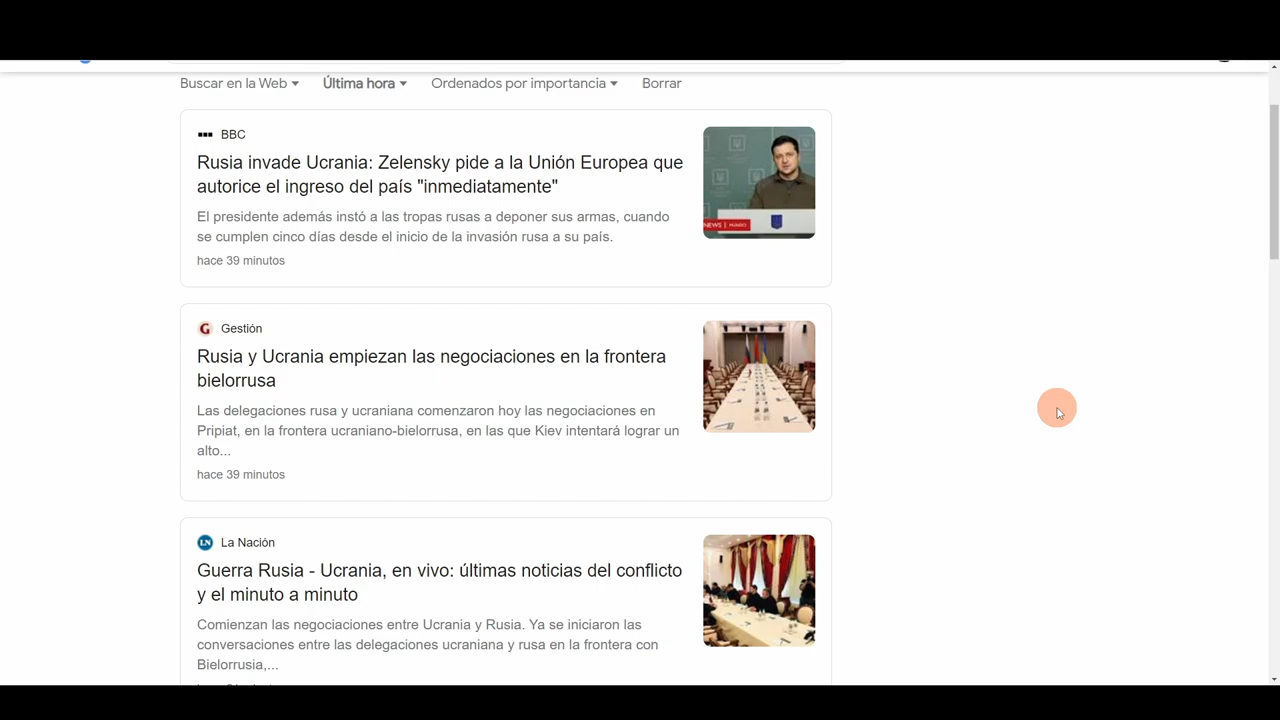 Buscar en la Web Última hora Ordenados por importancia Borrar
BBC
Rusia invade Ucrania: Zelensky pide a la Unión Europea que
autorice el ingreso del país "inmediatamente"
El presidente además instó a las tropas rusas a deponer sus armas, cuando
se cumplen cinco días desde el inicio de la invasión rusa a su país.
hace 39 minutos
NEWS | MUNDO
G Gestión
Rusia y Ucrania empiezan las negociaciones en la frontera
bielorrusa
Las delegaciones rusa y ucraniana comenzaron hoy las negociaciones en
Pripiat, en la frontera ucraniano-bielorrusa, en las que Kiev intentará lograr un
alto...
hace 39 minutos
LN La Nación
Guerra Rusia - Ucrania, en vivo: últimas noticias del conflicto
y el minuto a minuto
Comienzan las negociaciones entre Ucrania y Rusia. Ya se iniciaron las
conversaciones entre las delegaciones ucraniana y rusa en la frontera con
Bielorrusia,...